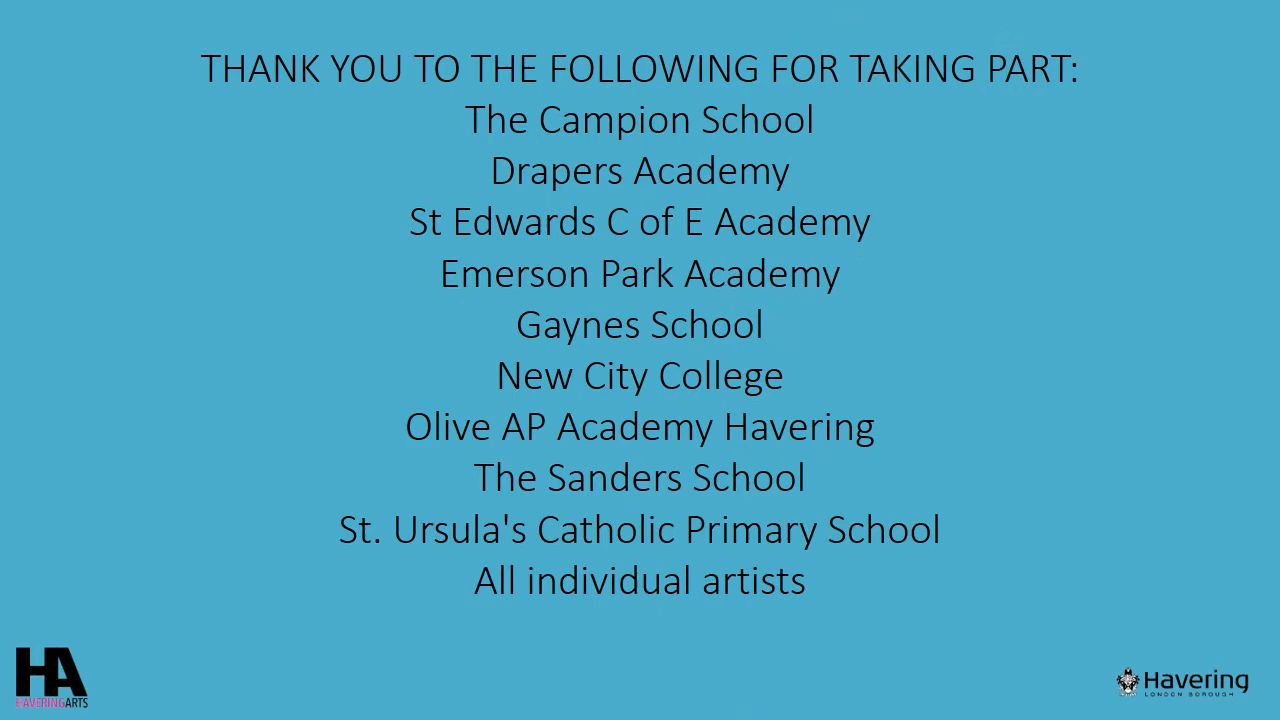 THANK YOU TO THE FOLLOWING FOR TAKING PART:
The Campion School
Drapers Academy
St Edwards C of E Academy
Emerson Park Academy
Gaynes School
New City College
Olive AP Academy Havering
The Sanders School
St. Ursula's Catholic Primary School
All individual artists
HA
HAVERINGARTS
Havering
LONDON BOROUGH